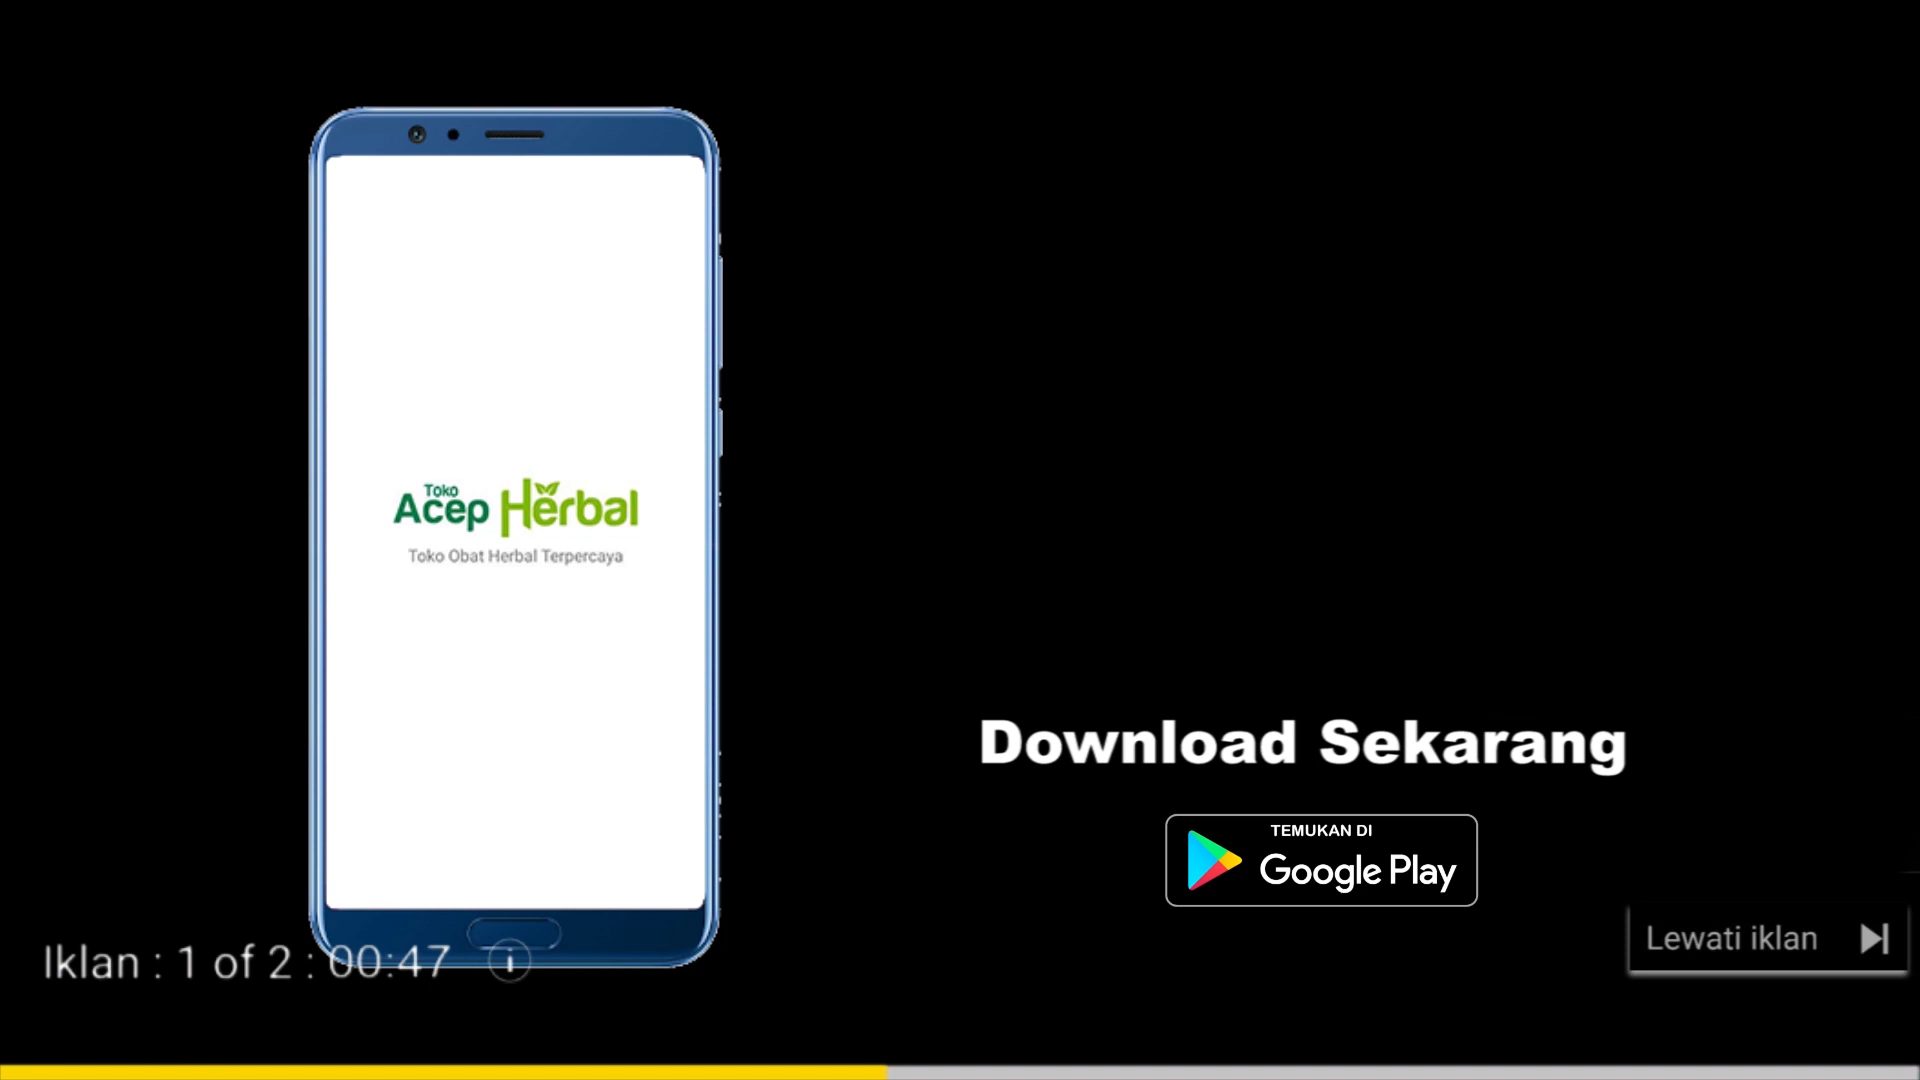 Toko
Acep Herbal
Toko Obat Herbal Terpercaya
Download Sekarang
TEMUKAN DI
Google Play
Iklan : 1 of 2 : 00:47 i
Lewati iklan